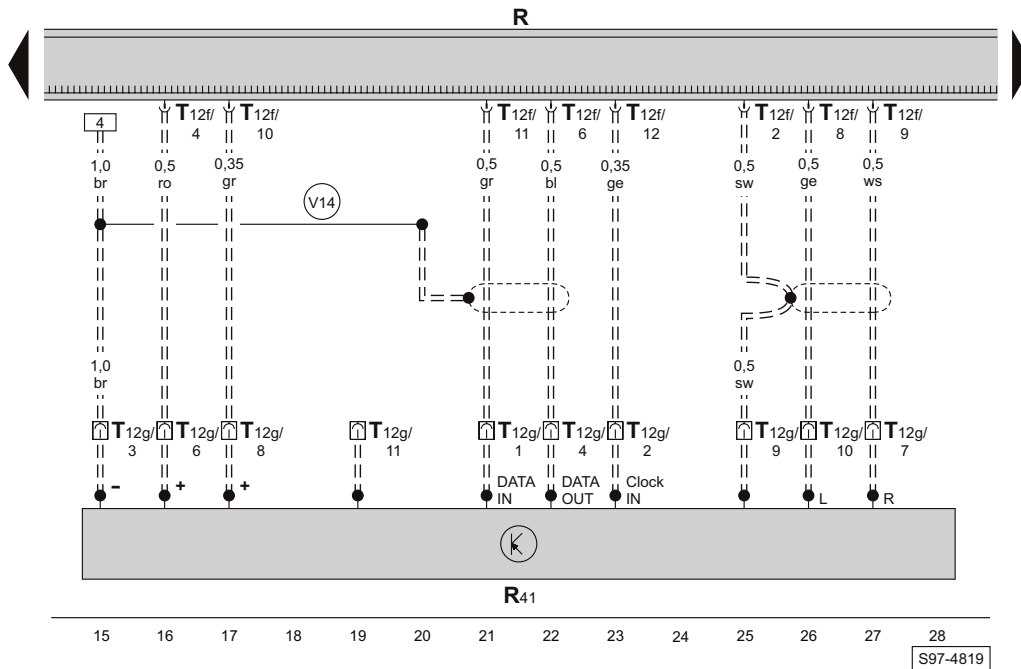 R
4
T12f/ 4
T12f/ 10
T12f/ 11
T12f/ 6
T12f/ 12
T12f/ 2
T12f/ 8
T12f/ 9
1,0 br
0,5 ro
0,35 gr
0,5 gr
0,5 bl
0,35 ge
0,5 sw
0,5 ge
0,5 ws
V14
1,0 br
0,5 sw
T12g/ 3
T12g/ 6
T12g/ 8
T12g/ 11
T12g/ 1
T12g/ 4
T12g/ 2
T12g/ 9
T12g/ 10
T12g/ 7
-
+
+
DATA IN
DATA OUT
Clock IN
L
R
R41
15 16 17 18 19 20 21 22 23 24 25 26 27 28
S97-4819